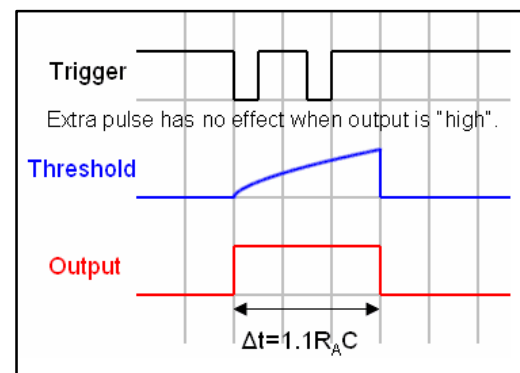 Trigger
Extra pulse has no effect when output is "high".
Threshold
Output
Δt=1.1RAC